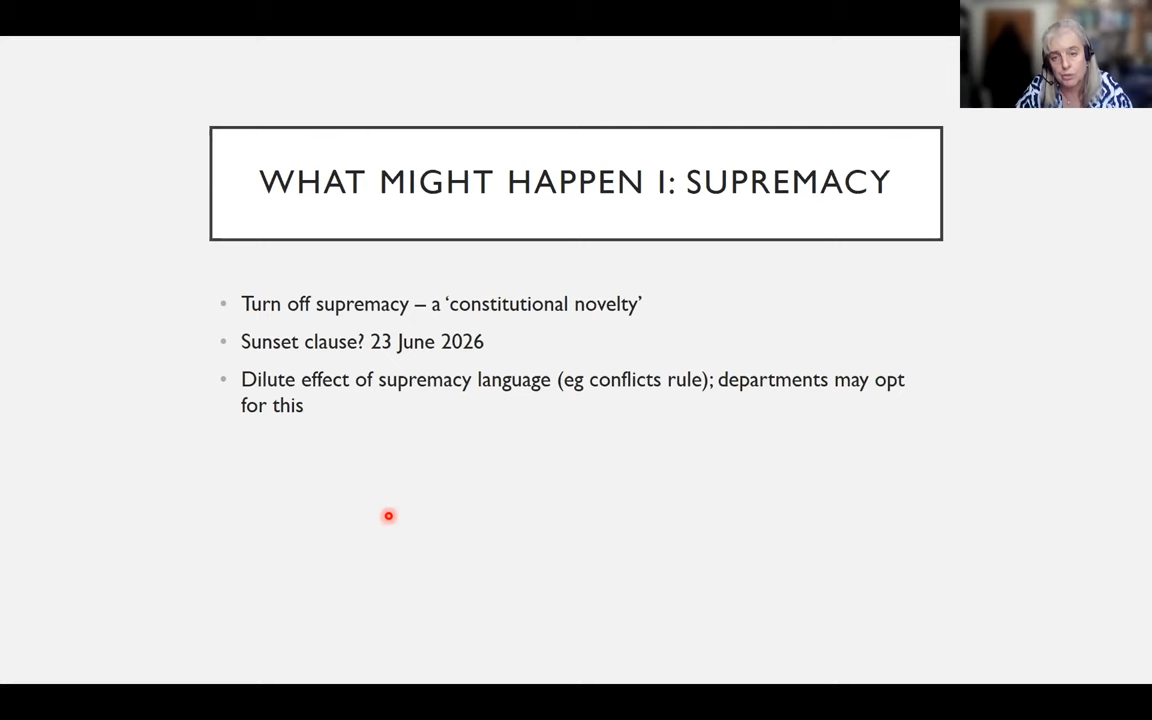 WHAT MIGHT HAPPEN I: SUPREMACY
• Turn off supremacy – a ‘constitutional novelty’
• Sunset clause? 23 June 2026
• Dilute effect of supremacy language (eg conflicts rule); departments may opt
for this